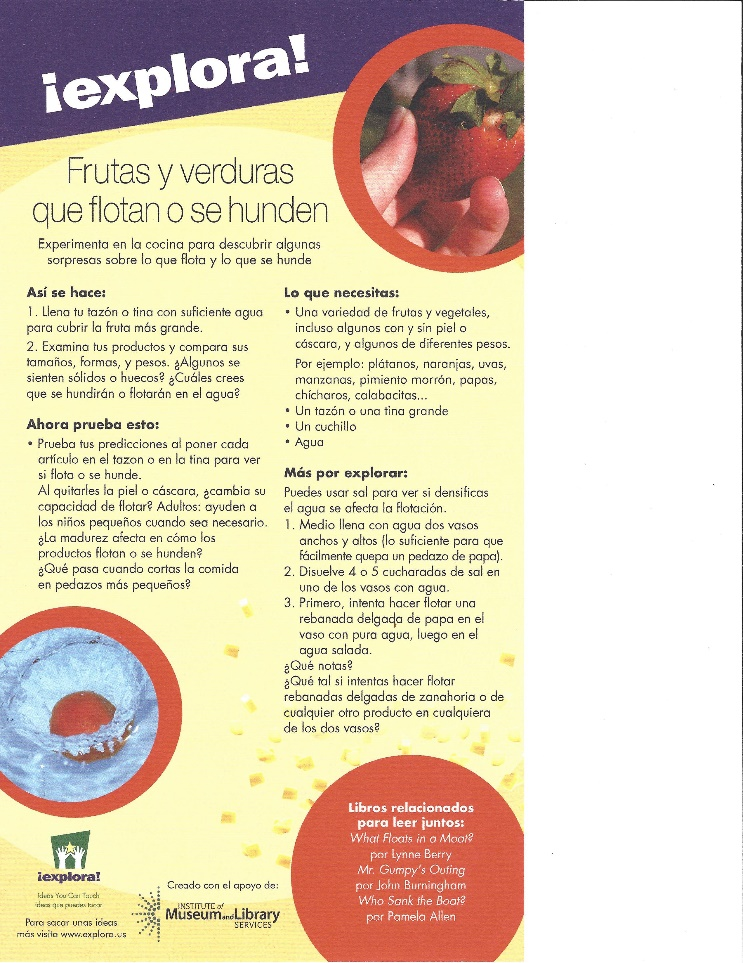 ¡explora!
Frutas y verduras
que flotan o se hunden
Experimenta en la cocina para descubrir algunas
sorpresas sobre lo que flota y lo que se hunde
Así se hace:
1. Llena tu tazón o tina con suficiente agua
para cubrir la fruta más grande.
2. Examina tus productos y compara sus
tamaños, formas, y pesos. ¿Algunos se
sienten sólidos o huecos? ¿Cuáles crees
que se hundirán o flotarán en el agua?
Ahora prueba esto:
• Prueba tus predicciones al poner cada
artículo en el tazon o en la tina para ver
si flota o se hunde.
Al quitarles la piel o cáscara, ¿cambia su
capacidad de flotar? Adultos: ayuden a
los niños pequeños cuando sea necesario.
¿La madurez afecta en cómo los
productos flotan o se hunden?
¿Qué pasa cuando cortas la comida
en pedazos más pequeños?
Lo que necesitas:
• Una variedad de frutas y vegetales,
incluso algunos con y sin piel o
cáscara, y algunos de diferentes pesos.
Por ejemplo: plátanos, naranjas, uvas,
manzanas, pimiento morrón, papas,
chícharos, calabacitas...
• Un tazón o una tina grande
• Un cuchillo
• Agua
Más por explorar:
Puedes usar sal para ver si densificas
el agua se afecta la flotación.
1. Medio llena con agua dos vasos
anchos y altos (lo suficiente para que
fácilmente quepa un pedazo de papa).
2. Disuelve 4 o 5 cucharadas de sal en
uno de los vasos con agua.
3. Primero, intenta hacer flotar una
rebanada delgada de papa en el
vaso con pura agua, luego en el
agua salada.
¿Qué notas?
¿Qué tal si intentas hacer flotar
rebanadas delgadas de zanahoria o de
cualquier otro producto en cualquiera
de los dos vasos?
Libros relacionados
para leer juntos:
What Floats in a Moat?
por Lynne Berry
Mr. Gumpy's Outing
por John Burningham
Who Sank the Boat?
por Pamela Allen
¡explora!
Ideas You Can Touch
Ideas que puedes tocar
Para sacar unas ideas
más visita www.explora.us
Creado con el apoyo de:
INSTITUTE of
Museum and Library
SERVICES